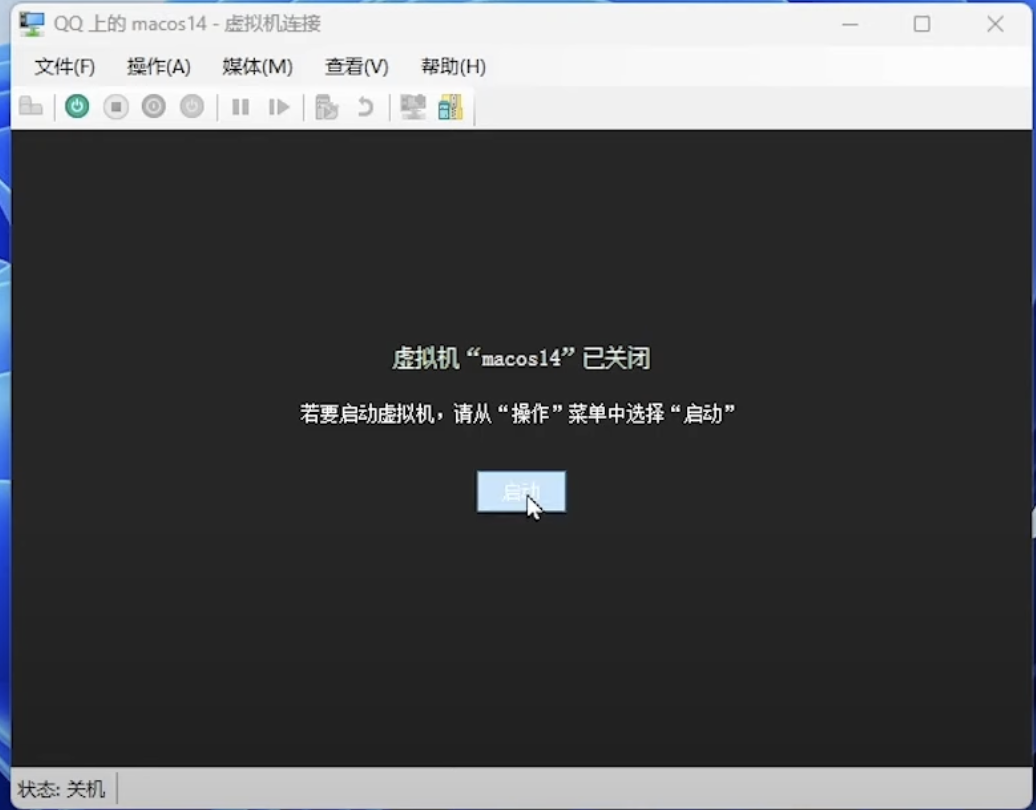 QQ 上的 macos14 - 虚拟机连接
文件(F) 操作(A) 媒体(M) 查看(V) 帮助(H)
虚拟机“macos14”已关闭
若要启动虚拟机，请从“操作”菜单中选择“启动”
启动
状态: 关机